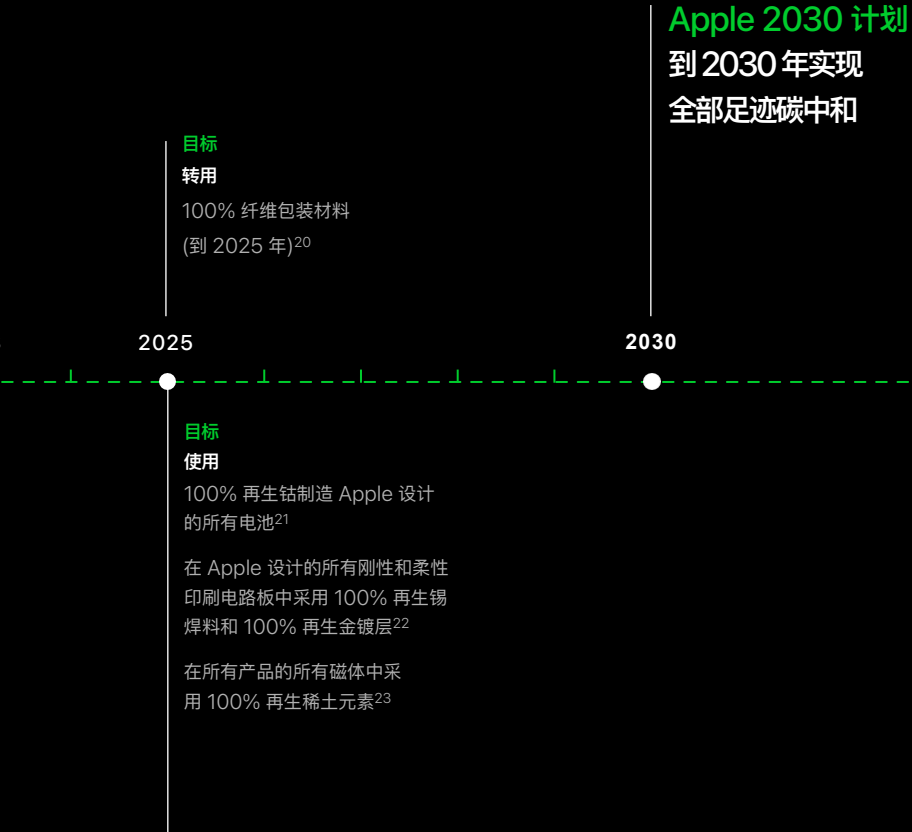 Apple 2030 计划
到 2030 年实现
全部足迹碳中和
目标
转用
100% 纤维包装材料
(到 2025 年)20
2025
2030
目标
使用
100% 再生钴制造 Apple 设计
的所有电池21
在 Apple 设计的所有刚性和柔性
印刷电路板中采用 100% 再生锡
焊料和 100% 再生金镀层22
在所有产品的所有磁体中采
用 100% 再生稀土元素23